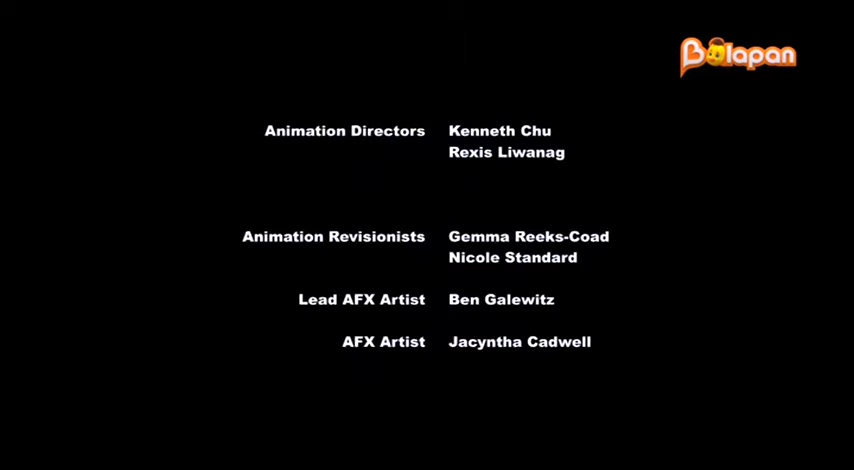 Balapan
Animation Directors Kenneth Chu
Rexis Liwanag
Animation Revisionists Gemma Reeks-Coad
Nicole Standard
Lead AFX Artist Ben Galewitz
AFX Artist Jacyntha Cadwell